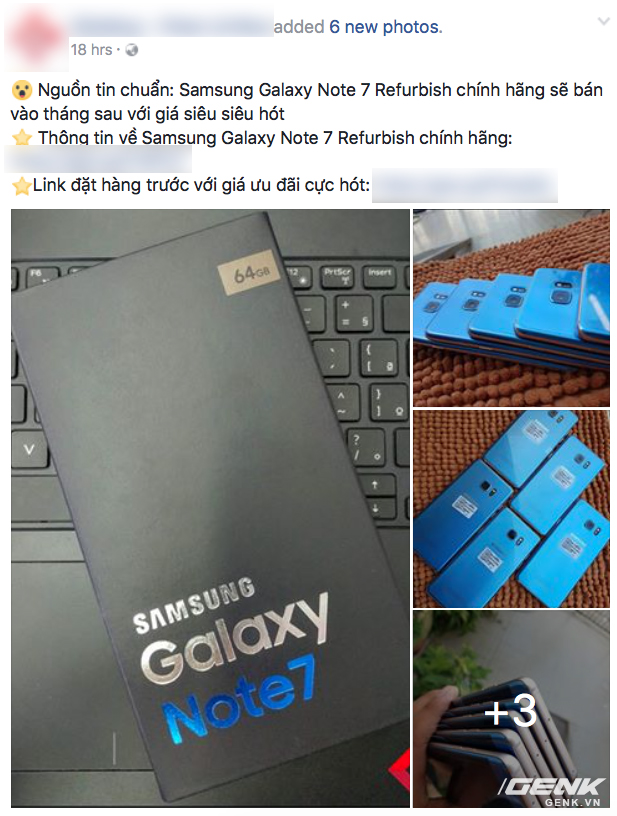 added 6 new photos.
18 hrs ·
Nguồn tin chuẩn: Samsung Galaxy Note 7 Refurbish chính hãng sẽ bán
vào tháng sau với giá siêu siêu hót
Thông tin về Samsung Galaxy Note 7 Refurbish chính hãng:
Link đặt hàng trước với giá ưu đãi cực hót:
64GB
F6
F12
PrtScr
Insert
SAMSUNG
Galaxy
Note7
+3
GENK
GENK.VN